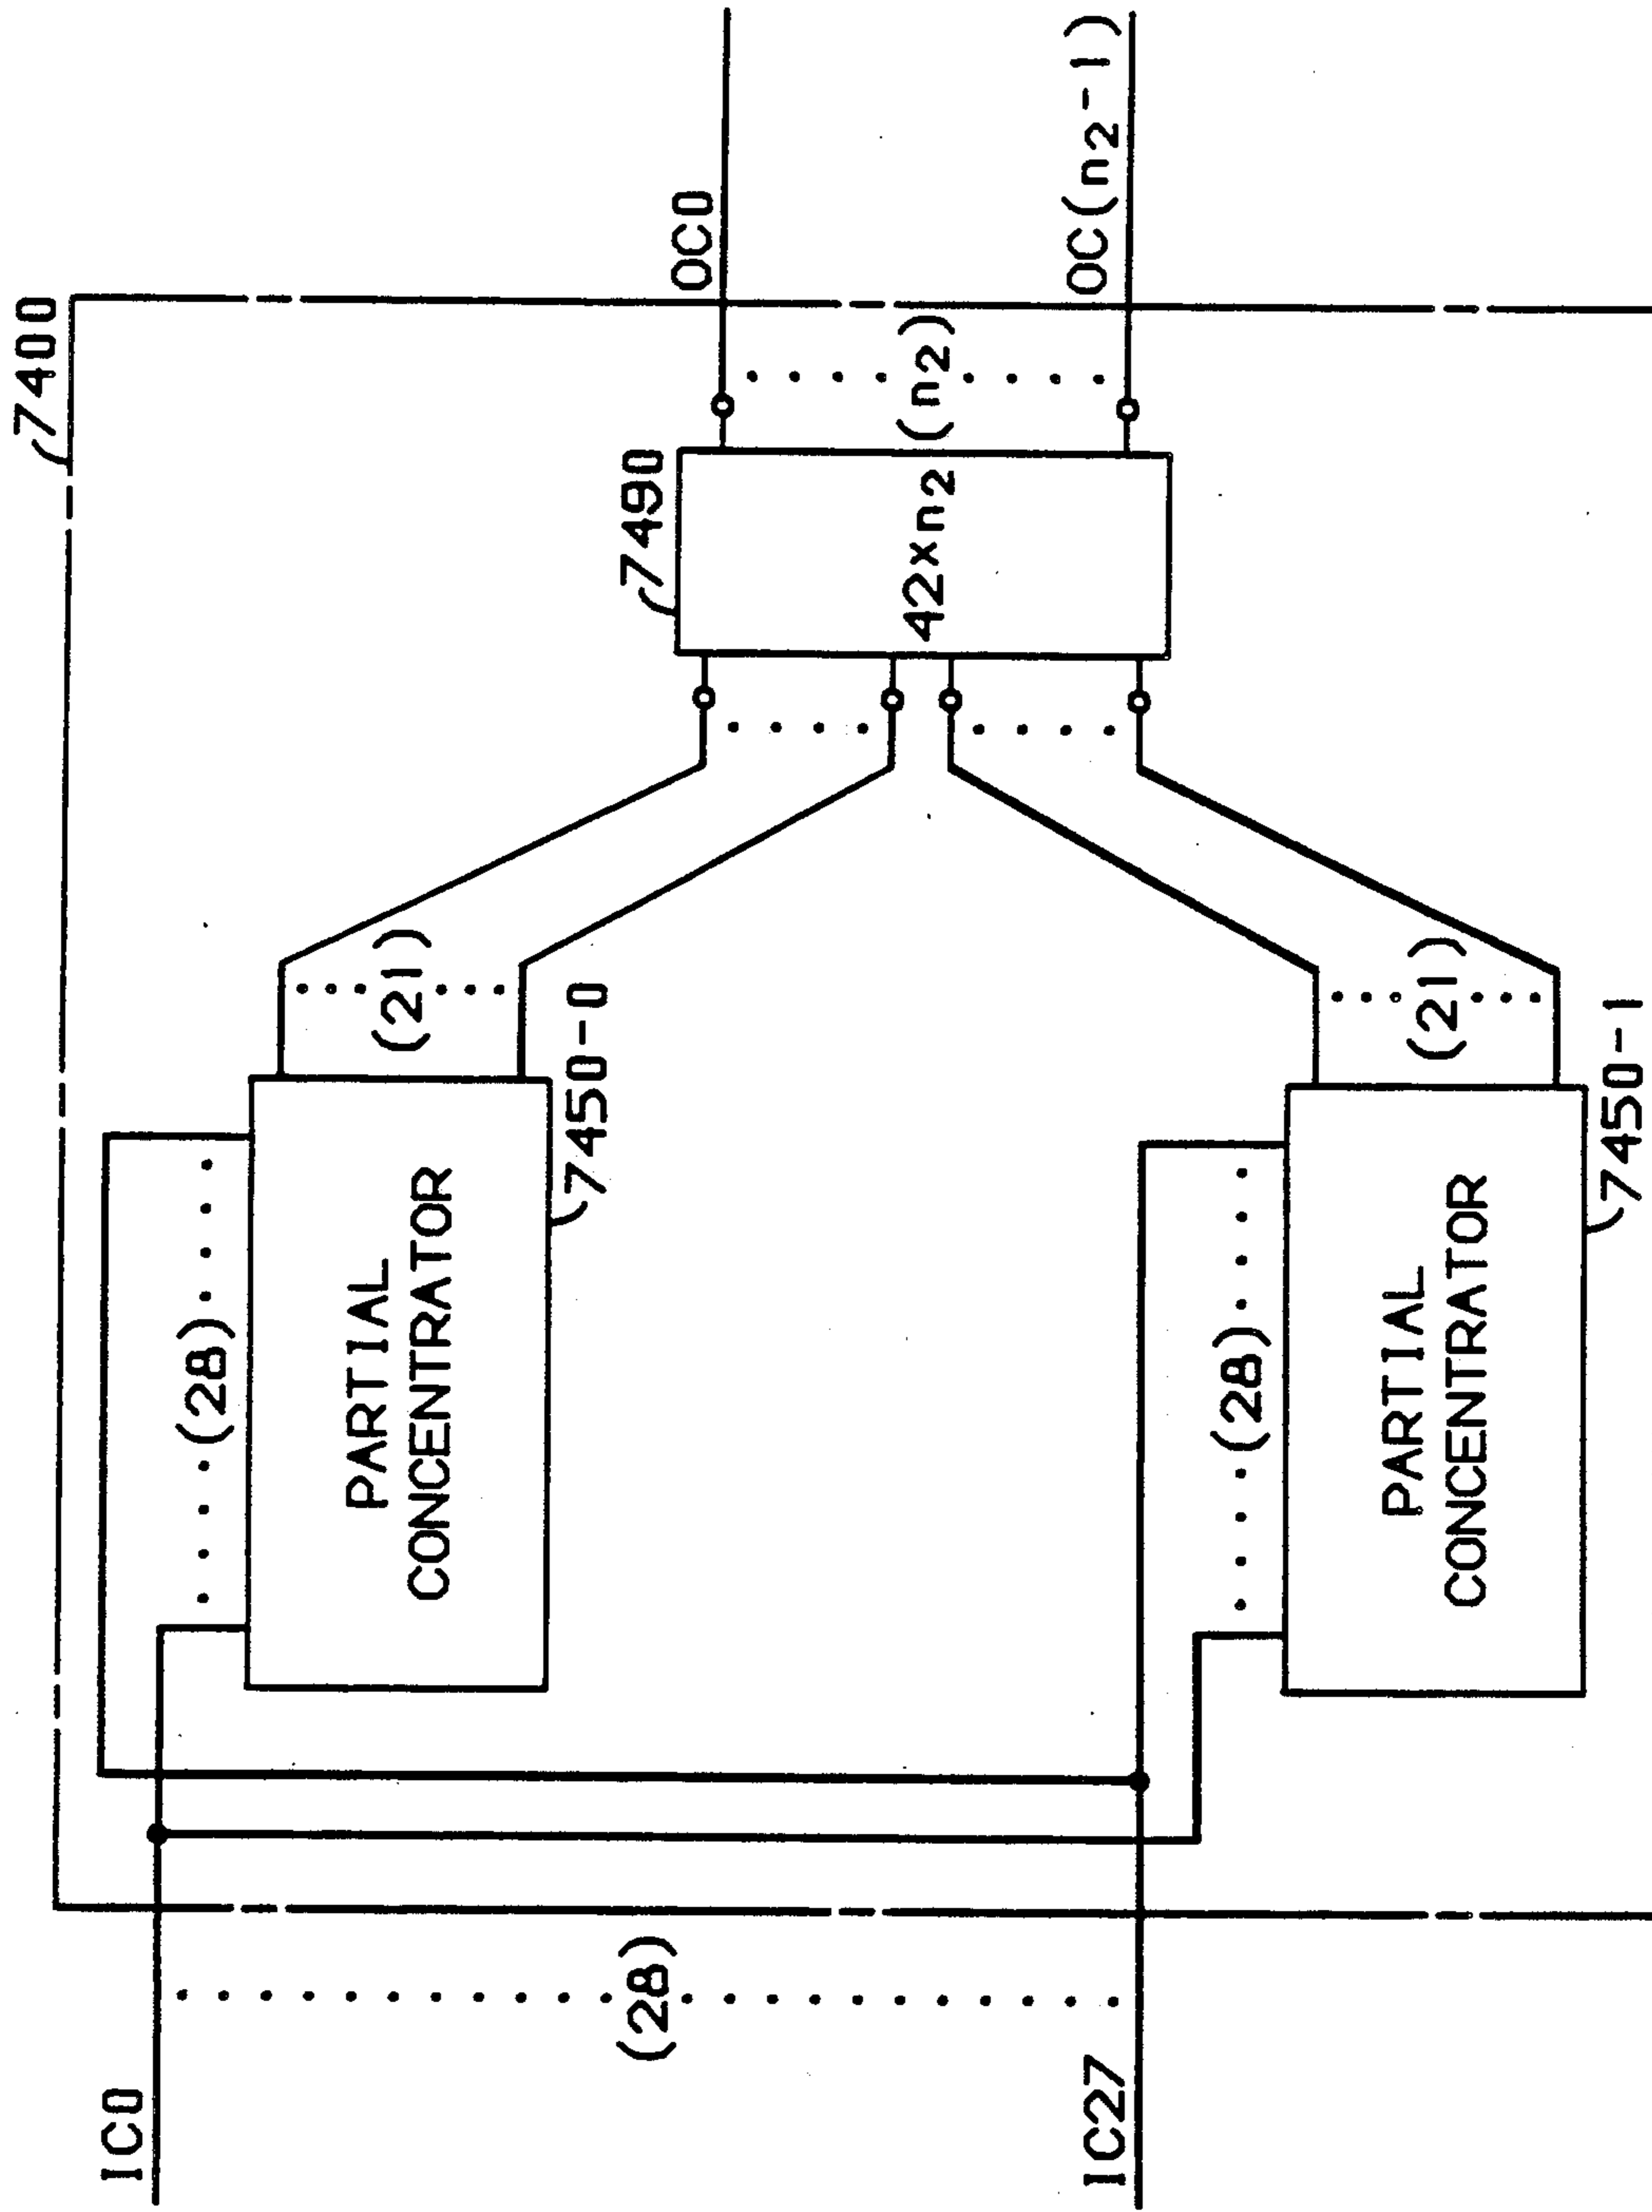 7400
IC0
(28)
IC27
(28)
PARTIAL
CONCENTRATOR
7450-0
(21)
(28)
PARTIAL
CONCENTRATOR
7450-1
(21)
7490
42xn2
(n2)
OC0
OC(n2-1)